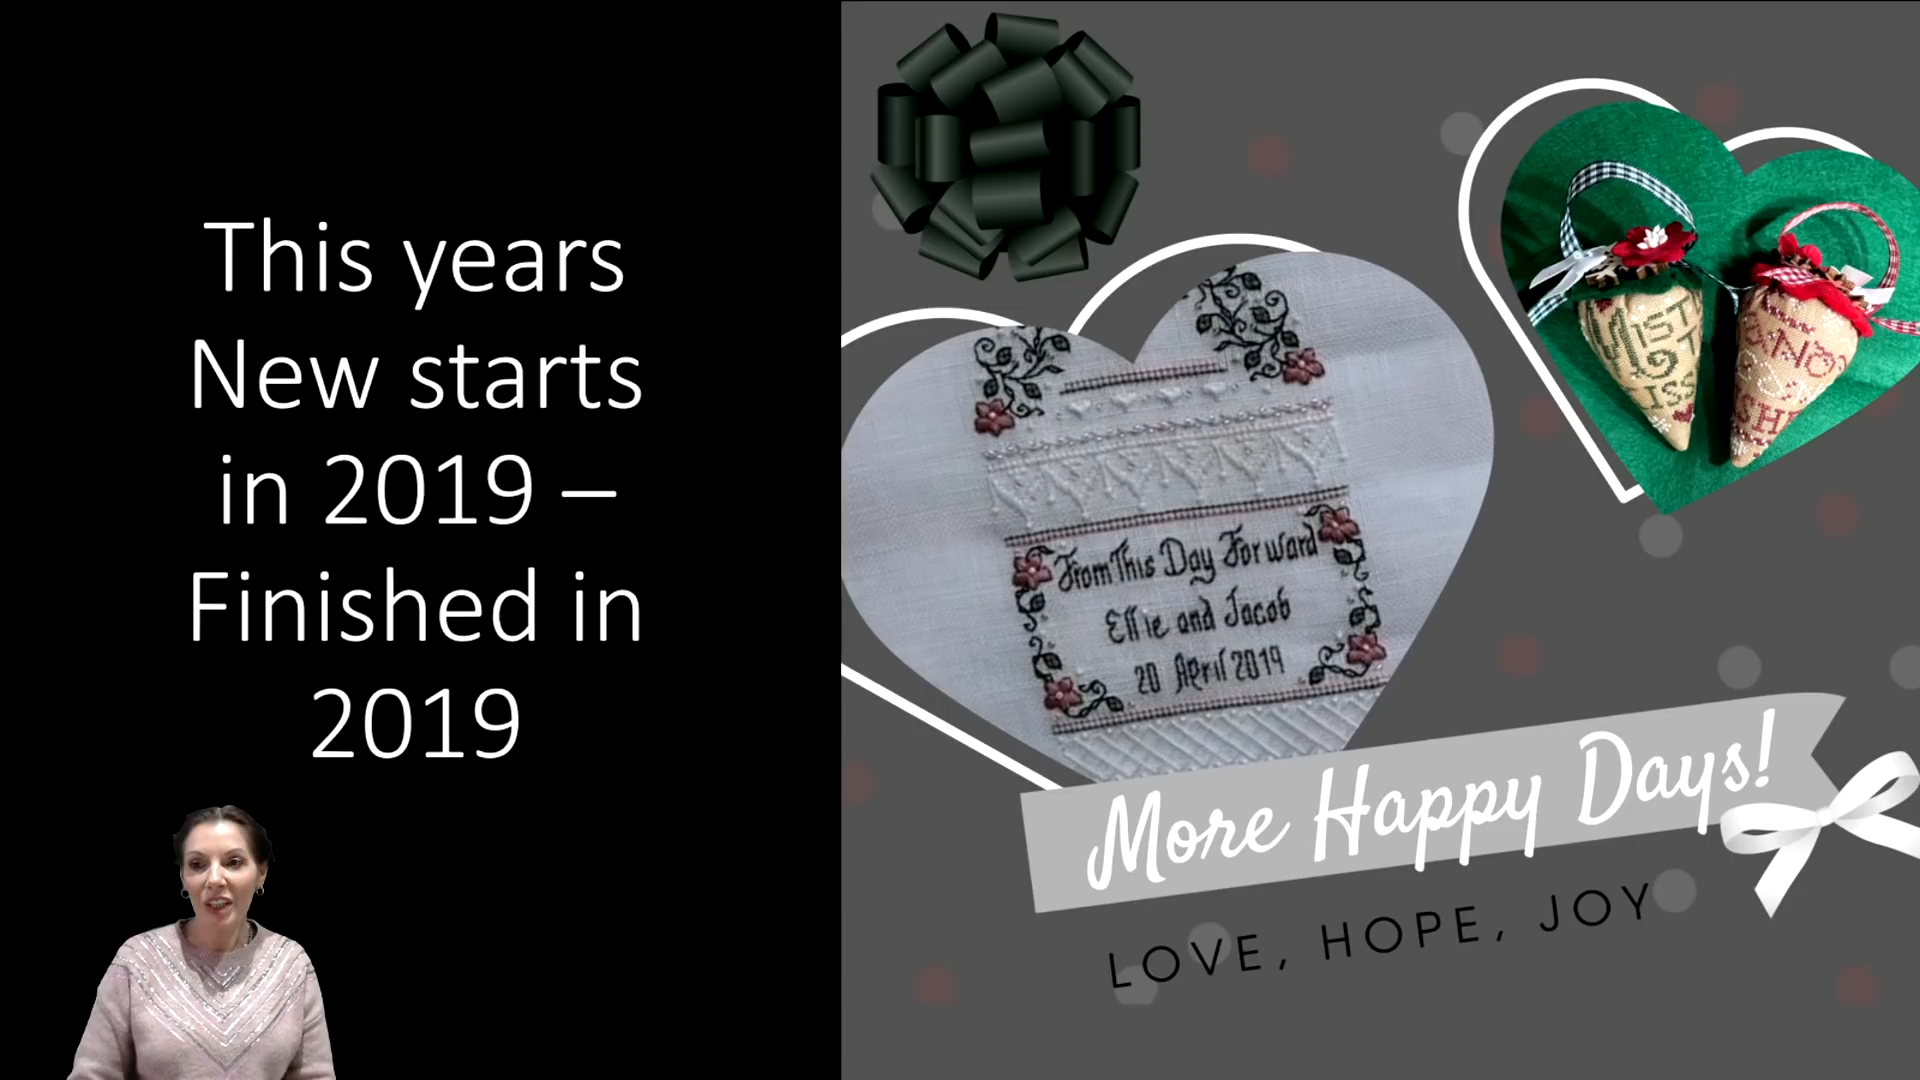 This years
New starts
in 2019 –
Finished in
2019
From This Day Forward
Ellie and Jacob
20 April 2019
MIST
More Happy Days!
LOVE, HOPE, JOY